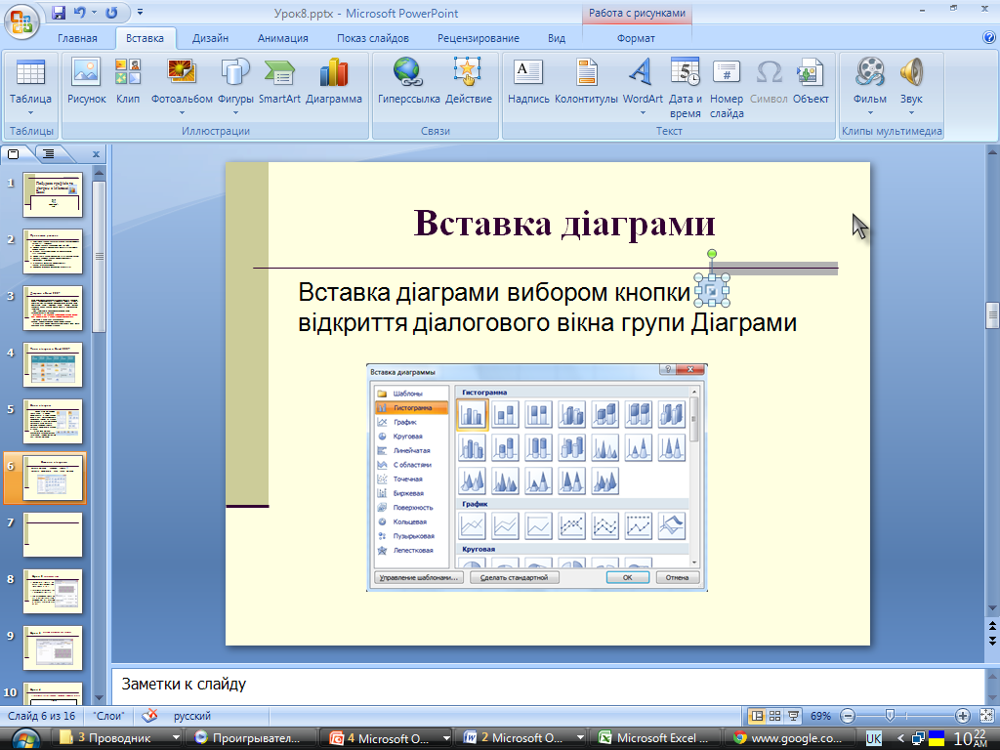 Урок8.pptx - Microsoft PowerPoint
Работа с рисунками
Главная Вставка Дизайн Анимация Показ слайдов Рецензирование Вид Формат
Таблица Рисунок Клип Фотоальбом Фигуры SmartArt Диаграмма Гиперссылка Действие Надпись Колонтитулы WordArt Дата и время Номер слайда Символ Объект Фильм Звук
Таблицы Иллюстрации Связи Текст Клипы мультимедиа
1
2
3
4
5
6
7
8
9
10
Вставка діаграми
Вставка діаграми вибором кнопки
відкриття діалогового вікна групи Діаграми
Вставка диаграммы
Шаблоны
Гистограмма
График
Круговая
Линейчатая
С областями
Точечная
Биржевая
Поверхность
Кольцевая
Пузырьковая
Лепестковая
Гистограмма
График
Круговая
Управление шаблонами... Сделать стандартной ОК Отмена
Заметки к слайду
Слайд 6 из 16 "Слои" русский 69%
3 Проводник Проигрывател... 4 Microsoft O... 2 Microsoft O... Microsoft Excel ... www.google.co... UK 10 22 AM